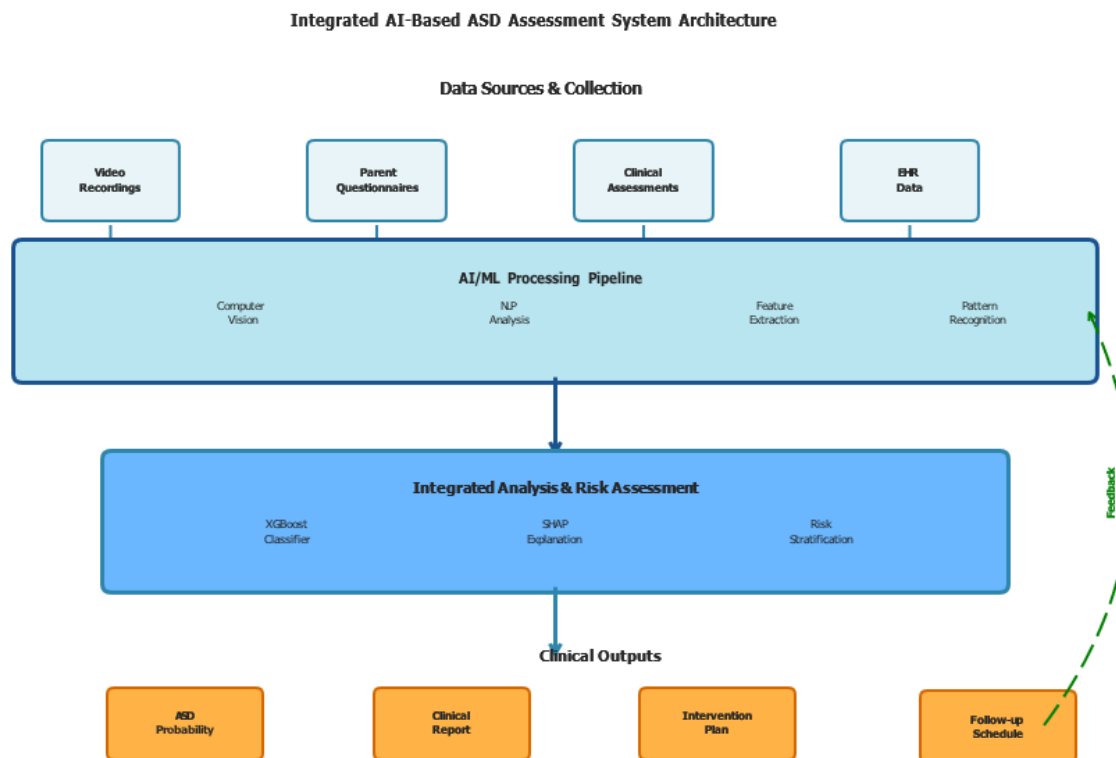 Integrated AI-Based ASD Assessment System Architecture
Data Sources & Collection
Video
Recordings
Parent
Questionnaires
Clinical
Assessments
EHR
Data
AI/ML Processing Pipeline
Computer
Vision
NLP
Analysis
Feature
Extraction
Pattern
Recognition
Feedback
Integrated Analysis & Risk Assessment
XGBoost
Classifier
SHAP
Explanation
Risk
Stratification
Clinical Outputs
ASD
Probability
Clinical
Report
Intervention
Plan
Follow-up
Schedule